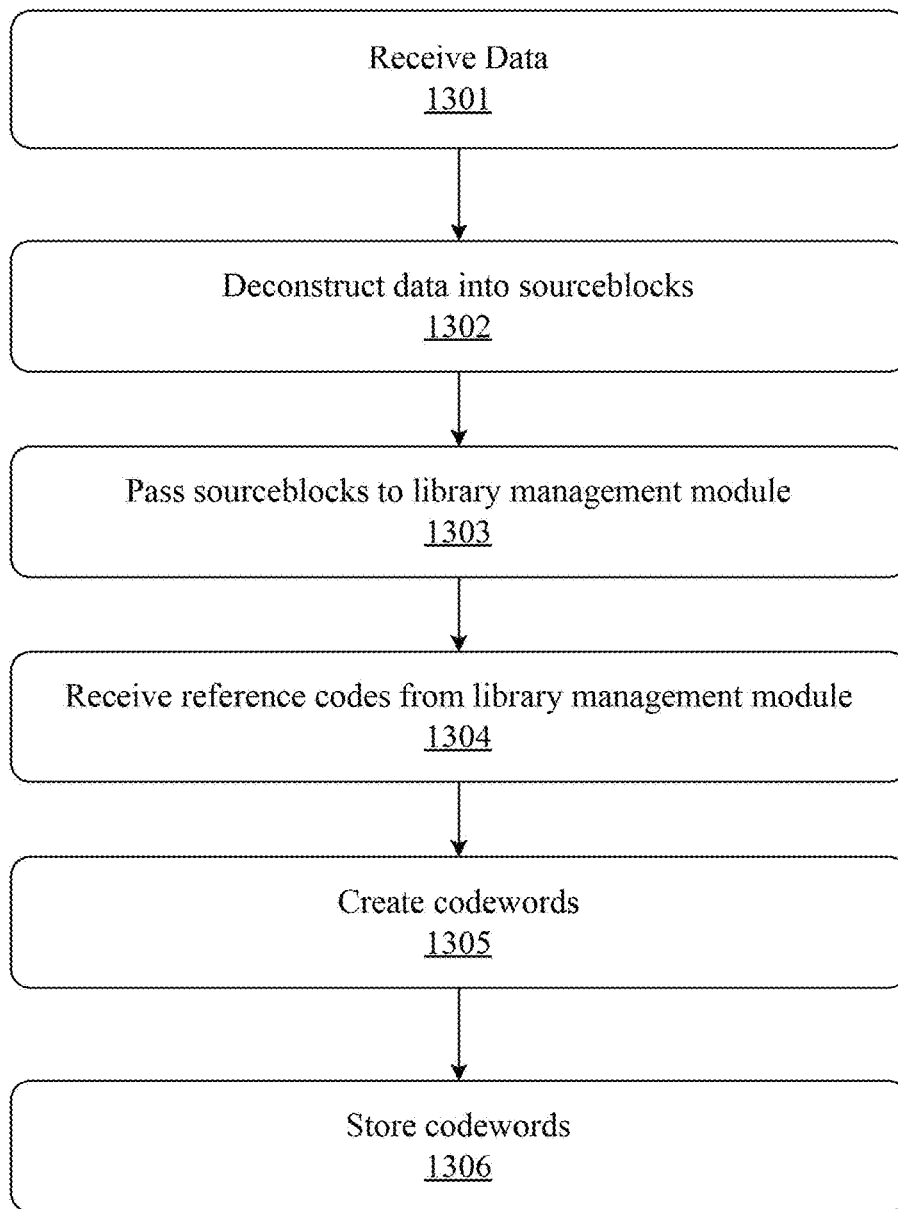 Receive Data
1301
Deconstruct data into sourceblocks
1302
Pass sourceblocks to library management module
1303
Receive reference codes from library management module
1304
Create codewords
1305
Store codewords
1306